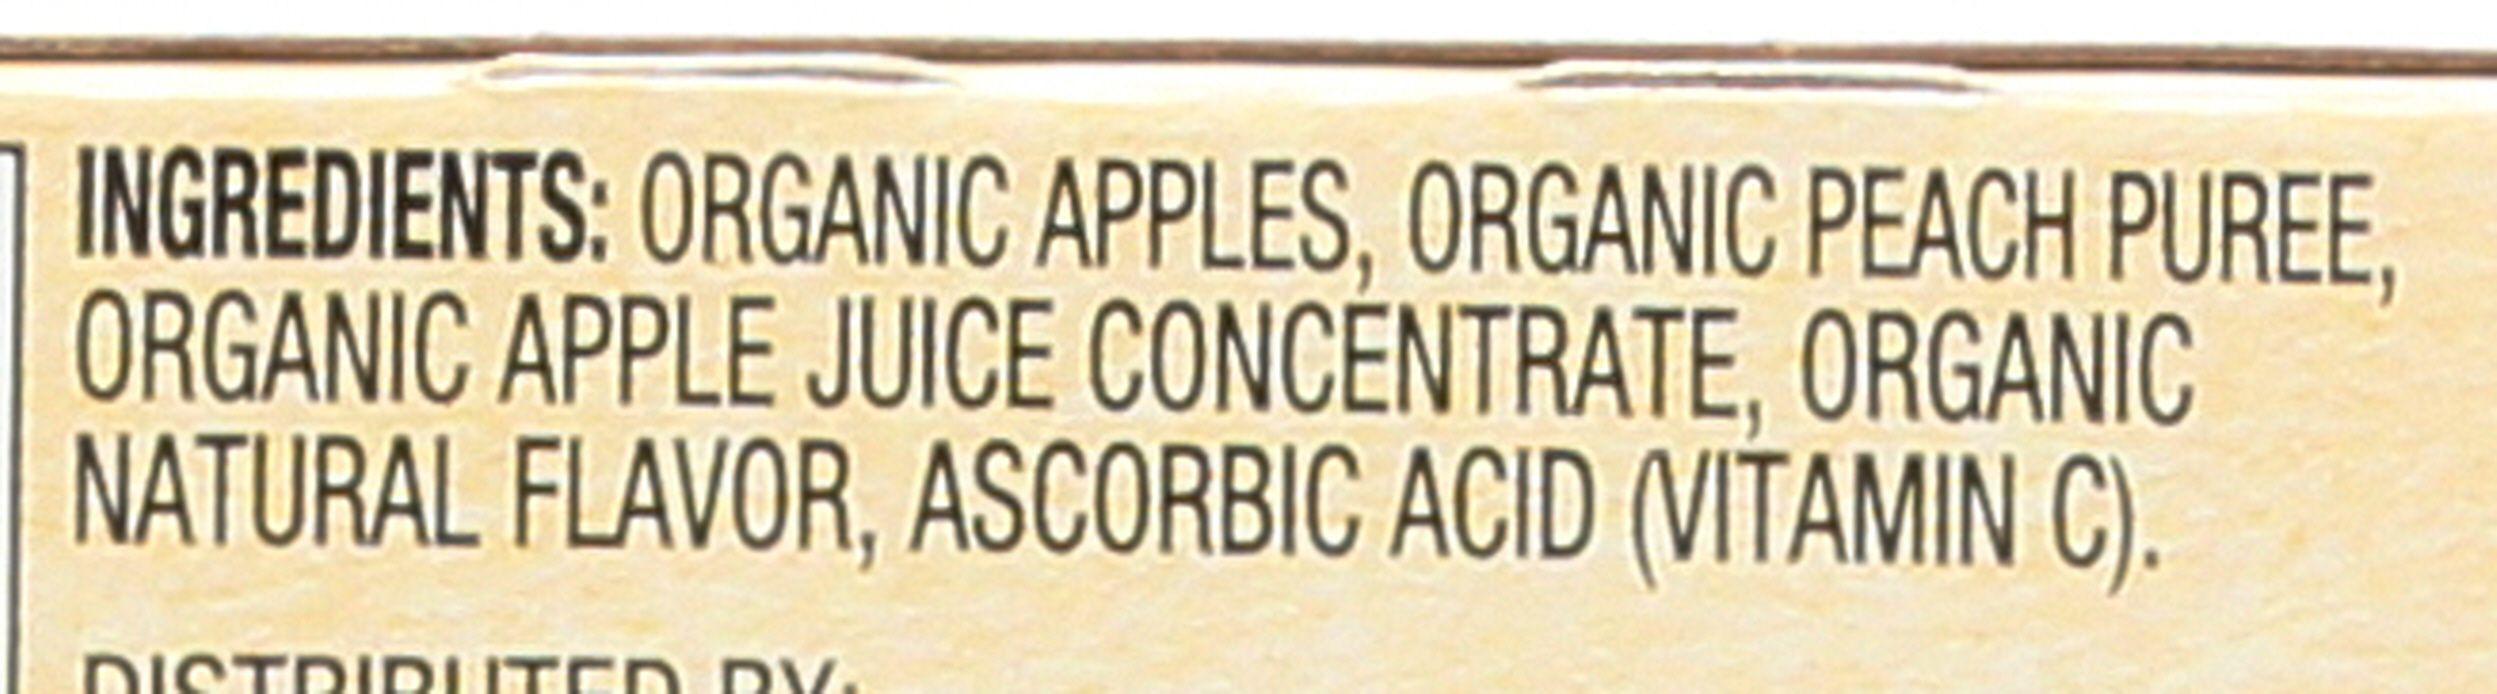 INGREDIENTS: ORGANIC APPLES, ORGANIC PEACH PUREE,
ORGANIC APPLE JUICE CONCENTRATE, ORGANIC
NATURAL FLAVOR, ASCORBIC ACID (VITAMIN C).
DISTRIBUTED BY: